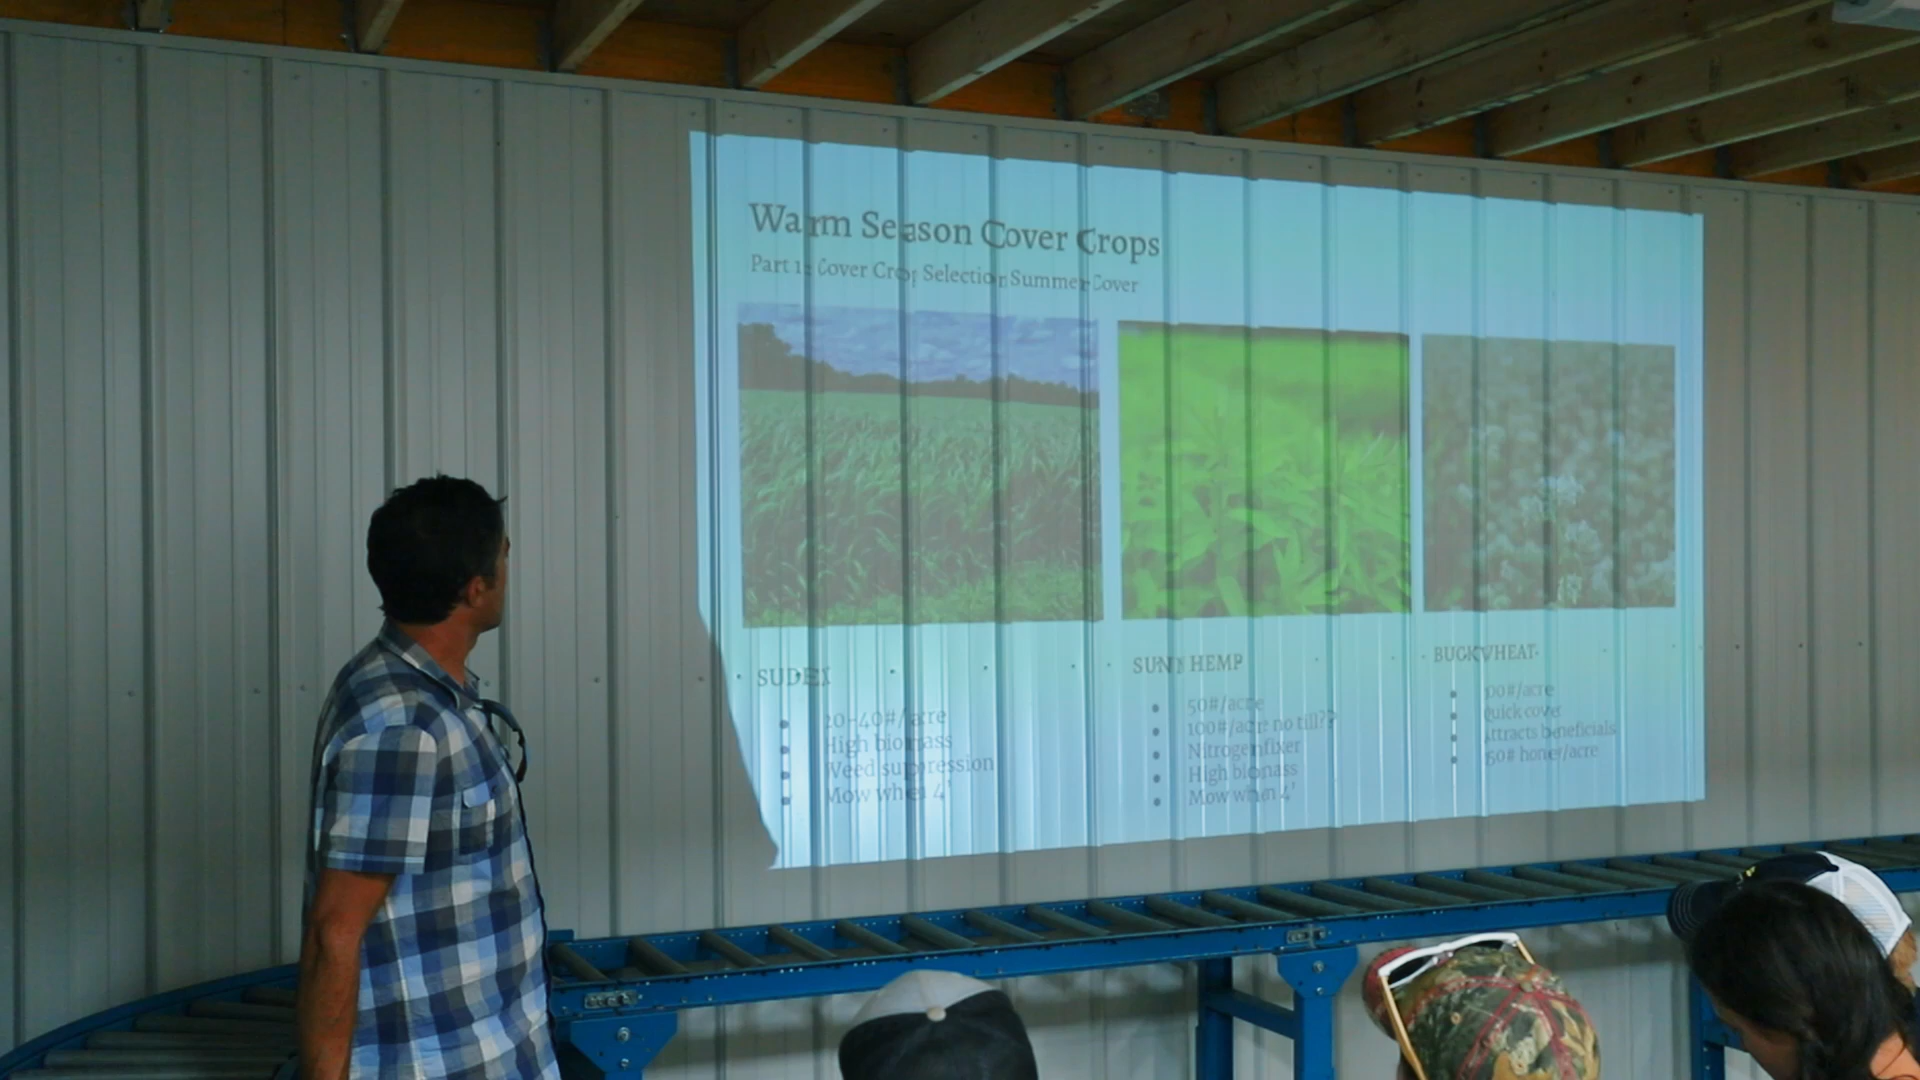 Warm Season Cover Crops
Part 1: Cover Crop Selection Summer Cover
SUDEX
20-40#/acre
High biomass
Weed suppression
Mow when 4'
SUNN HEMP
50#/acre
100#/acre no till??
Nitrogen fixer
High biomass
Mow when 4'
BUCKWHEAT
Quick cover
Attracts beneficials
honey/acre